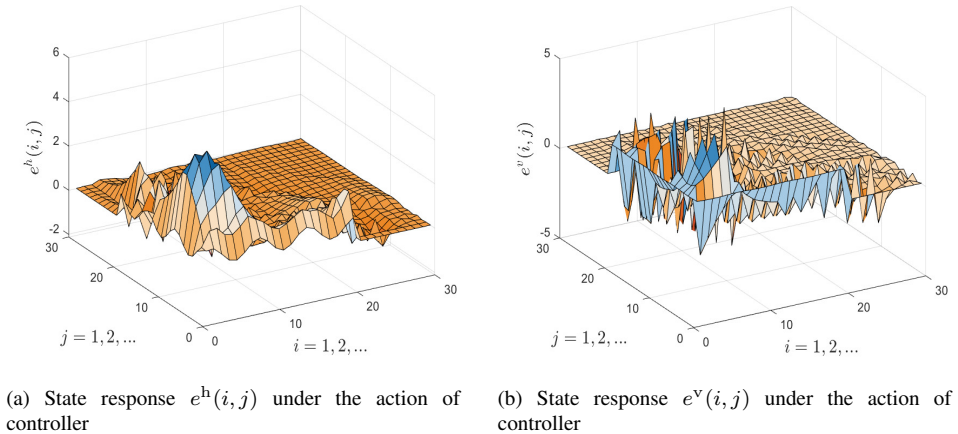 6
4
2
0
-2
30
20
10
0
0
10
20
30
e^h(i, j)
j = 1, 2, ...
i = 1, 2, ...
5
0
-5
30
20
10
0
0
10
20
30
e^v(i, j)
j = 1, 2, ...
i = 1, 2, ...
(a) State response e^h(i, j) under the action of
controller
(b) State response e^v(i, j) under the action of
controller